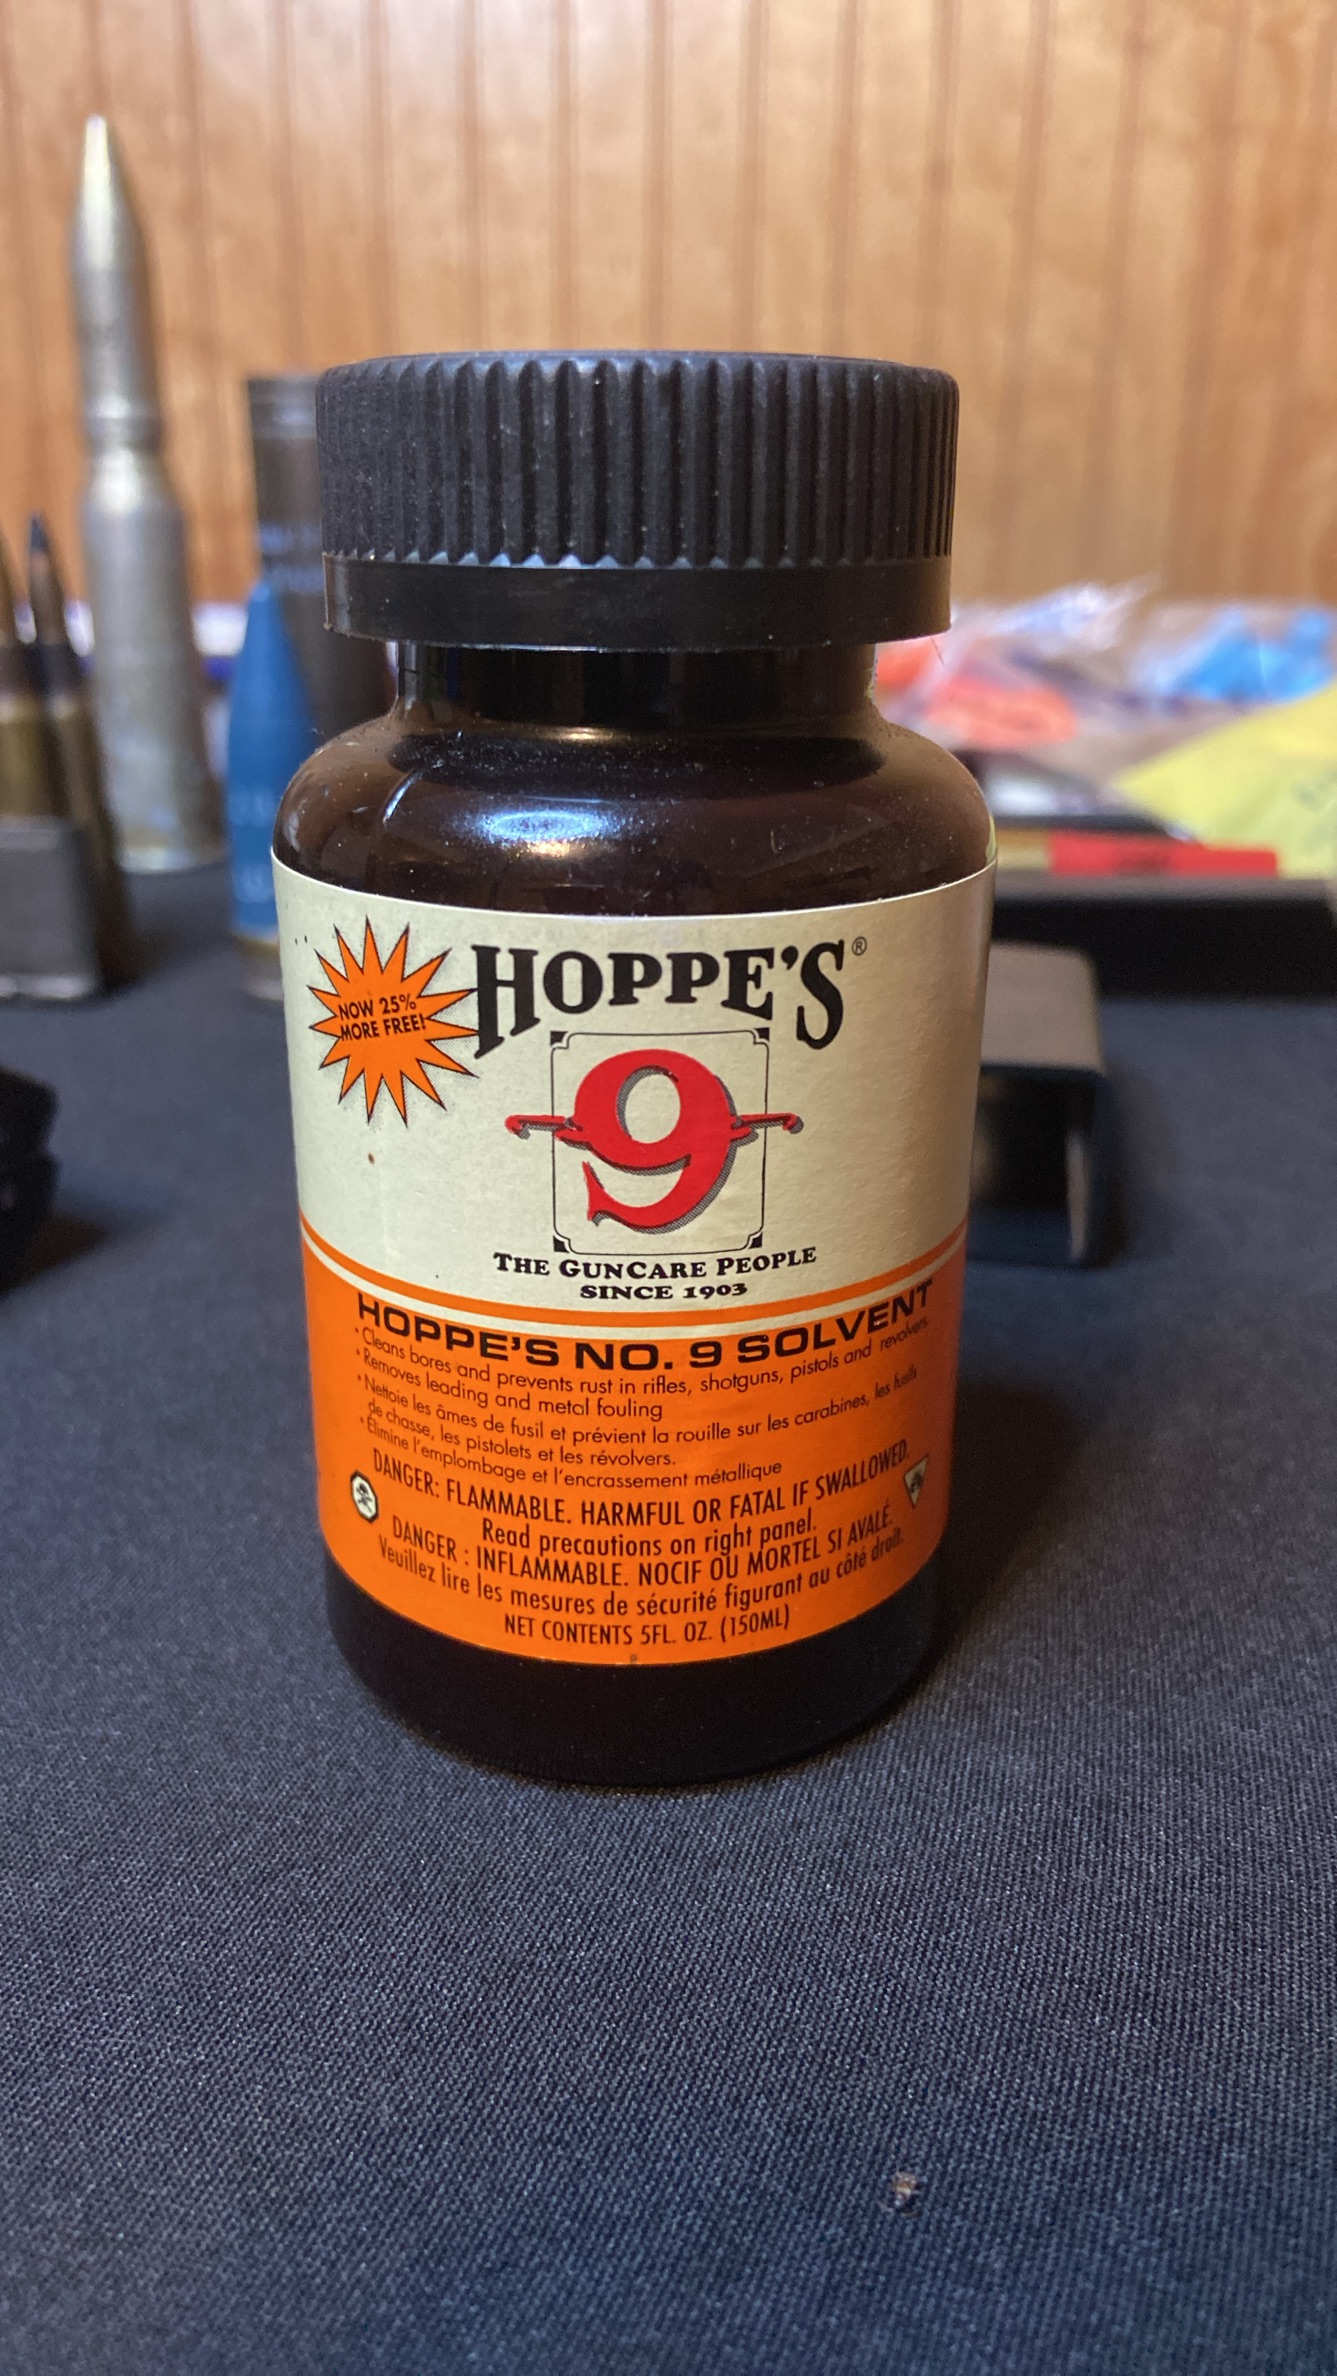 NOW 25%
MORE FREE!
HOPPE'S®
9
THE GUNCARE PEOPLE
SINCE 1903
HOPPE'S NO. 9 SOLVENT
• Cleans bores and prevents rust in rifles, shotguns, pistols and revolvers.
• Removes leading and metal fouling
• Nettoie les âmes de fusil et prévient la rouille sur les carabines, les fusils
de chasse, les pistolets et les révolvers.
• Élimine l'emplombage et l'encrassement métallique
DANGER: FLAMMABLE. HARMFUL OR FATAL IF SWALLOWED.
Read precautions on right panel.
DANGER : INFLAMMABLE. NOCIF OU MORTEL SI AVALÉ.
Veuillez lire les mesures de sécurité figurant au côté droit.
NET CONTENTS 5FL. OZ. (150ML)